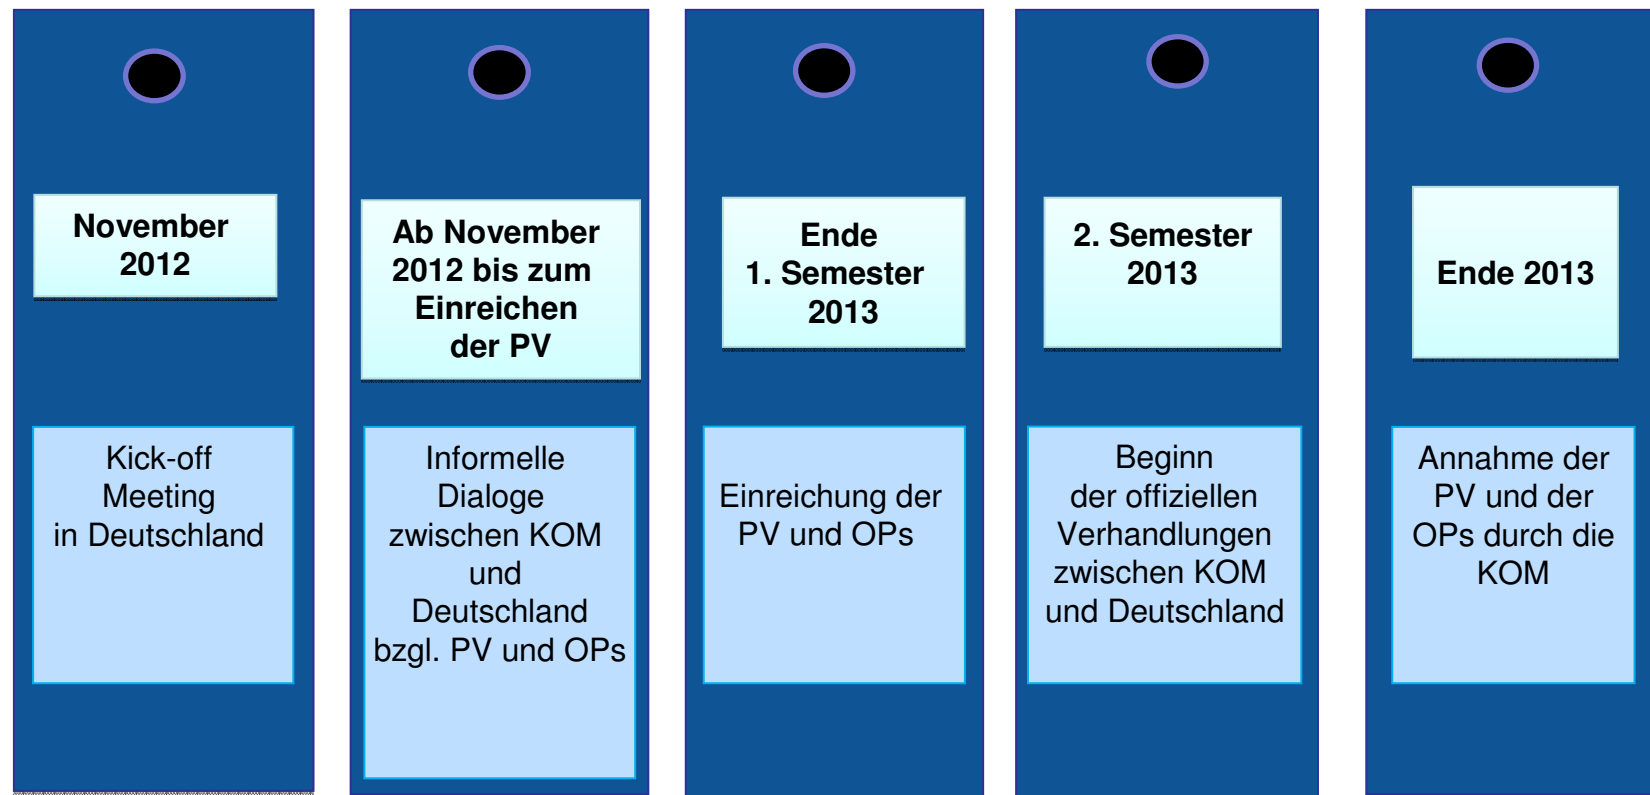 November
2012
Kick-off
Meeting
in Deutschland
Ab November
2012 bis zum
Einreichen
der PV
Informelle
Dialoge
zwischen KOM
und
Deutschland
bzgl. PV und OPs
Ende
1. Semester
2013
Einreichung der
PV und OPs
2. Semester
2013
Beginn
der offiziellen
Verhandlungen
zwischen KOM
und Deutschland
Ende 2013
Annahme der
PV und der
OPs durch die
KOM